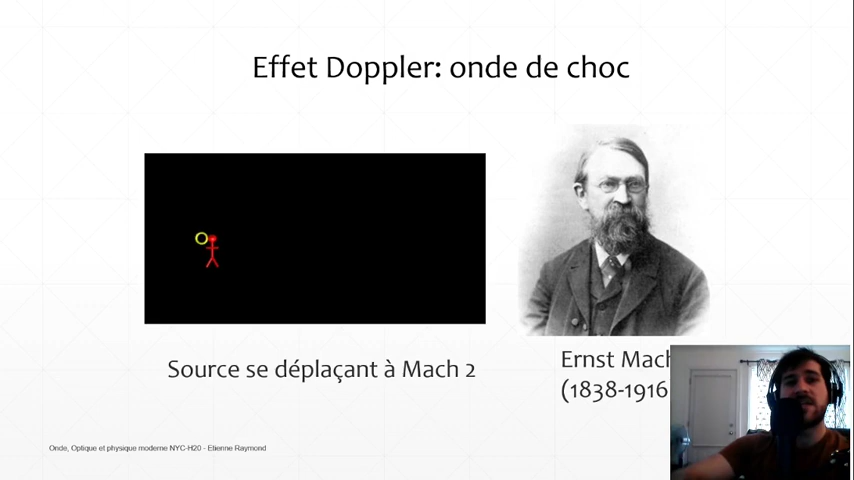 Effet Doppler: onde de choc
Source se déplaçant à Mach 2
Ernst Mach
(1838-1916
Onde, Optique et physique moderne NYC-H20 - Etienne Raymond